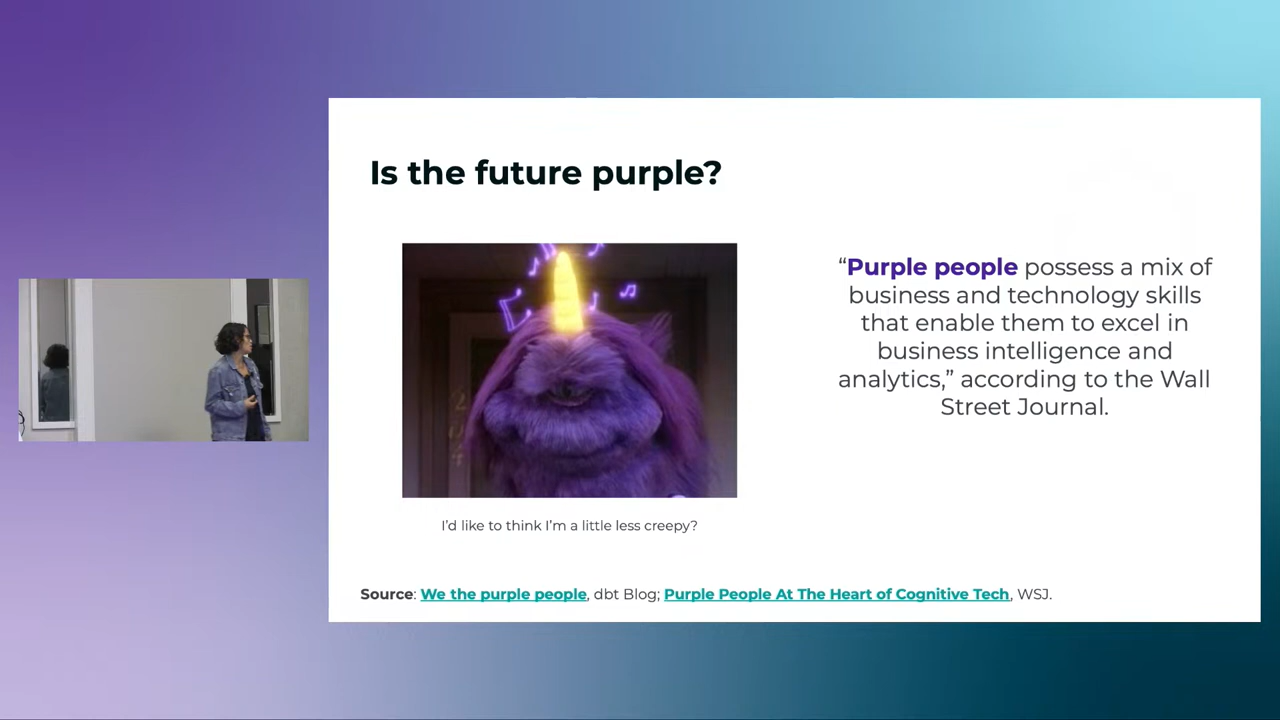 Is the future purple?
“Purple people possess a mix of
business and technology skills
that enable them to excel in
business intelligence and
analytics,” according to the Wall
Street Journal.
I’d like to think I’m a little less creepy?
Source: We the purple people, dbt Blog; Purple People At The Heart of Cognitive Tech, WSJ.